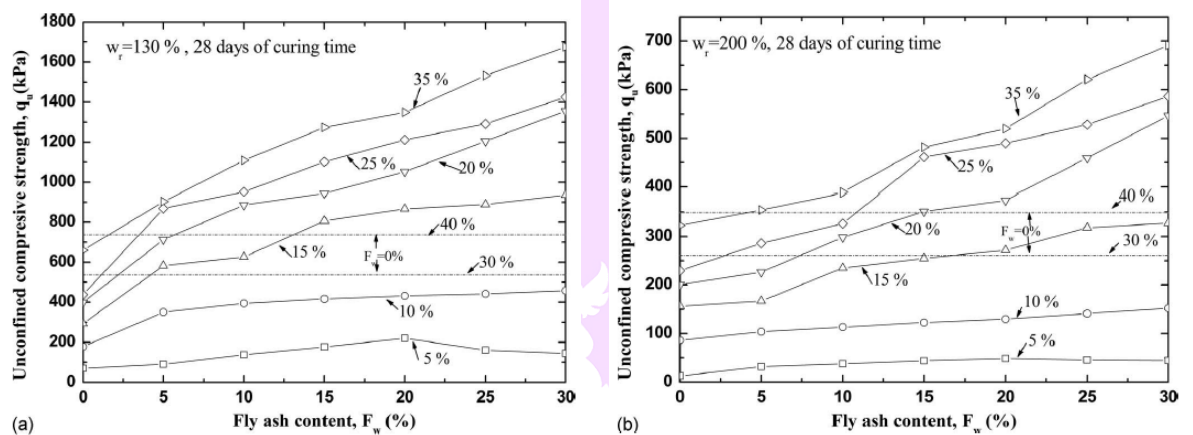 1800
1600
1400
1200
1000
800
600
400
200
0
Unconfined compresive strength, q_u(kPa)
w_r=130 % , 28 days of curing time
35 %
25 %
20 %
40 %
15 %
F_w=0%
30 %
10 %
5 %
0 5 10 15 20 25 30
Fly ash content, F_w (%)
(a)
700
600
500
400
300
200
100
0
Unconfined compresive strength, q_u(kPa)
w_r=200 %, 28 days of curing time
35 %
25 %
40 %
20 %
F_w=0%
30 %
15 %
10 %
5 %
0 5 10 15 20 25 30
Fly ash content, F_w (%)
(b)